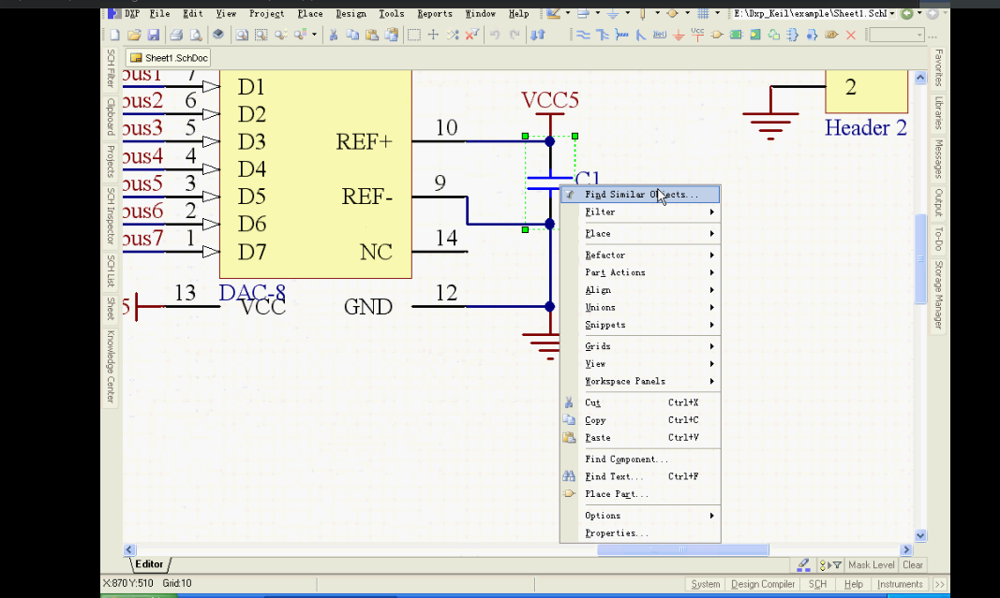 DXP File Edit View Project Place Design Tools Reports Window Help E:\Dxp_Keil\example\Sheet1.SchI
Sheet1.SchDoc
SCH Filter
Clipboard
Projects
SCH Inspector
SCH List
Sheet
Knowledge Center
bus1 7 D1
bus2 6 D2
bus3 5 D3
bus4 4 D4
bus5 3 D5
bus6 2 D6
bus7 1 D7
REF+ 10
REF- 9
NC 14
DAC-8
5 13 VCC GND 12
VCC5
C1
2
Header 2
Find Similar Objects...
Filter
Place
Refactor
Part Actions
Align
Unions
Snippets
Grids
View
Workspace Panels
Cut Ctrl+X
Copy Ctrl+C
Paste Ctrl+V
Find Component...
Find Text... Ctrl+F
Place Part...
Options
Properties...
Favorites
Libraries
Messages
Output
To-Do
Storage Manager
Editor
Mask Level Clear
X:870 Y:510 Grid:10
System Design Compiler SCH Help Instruments >>